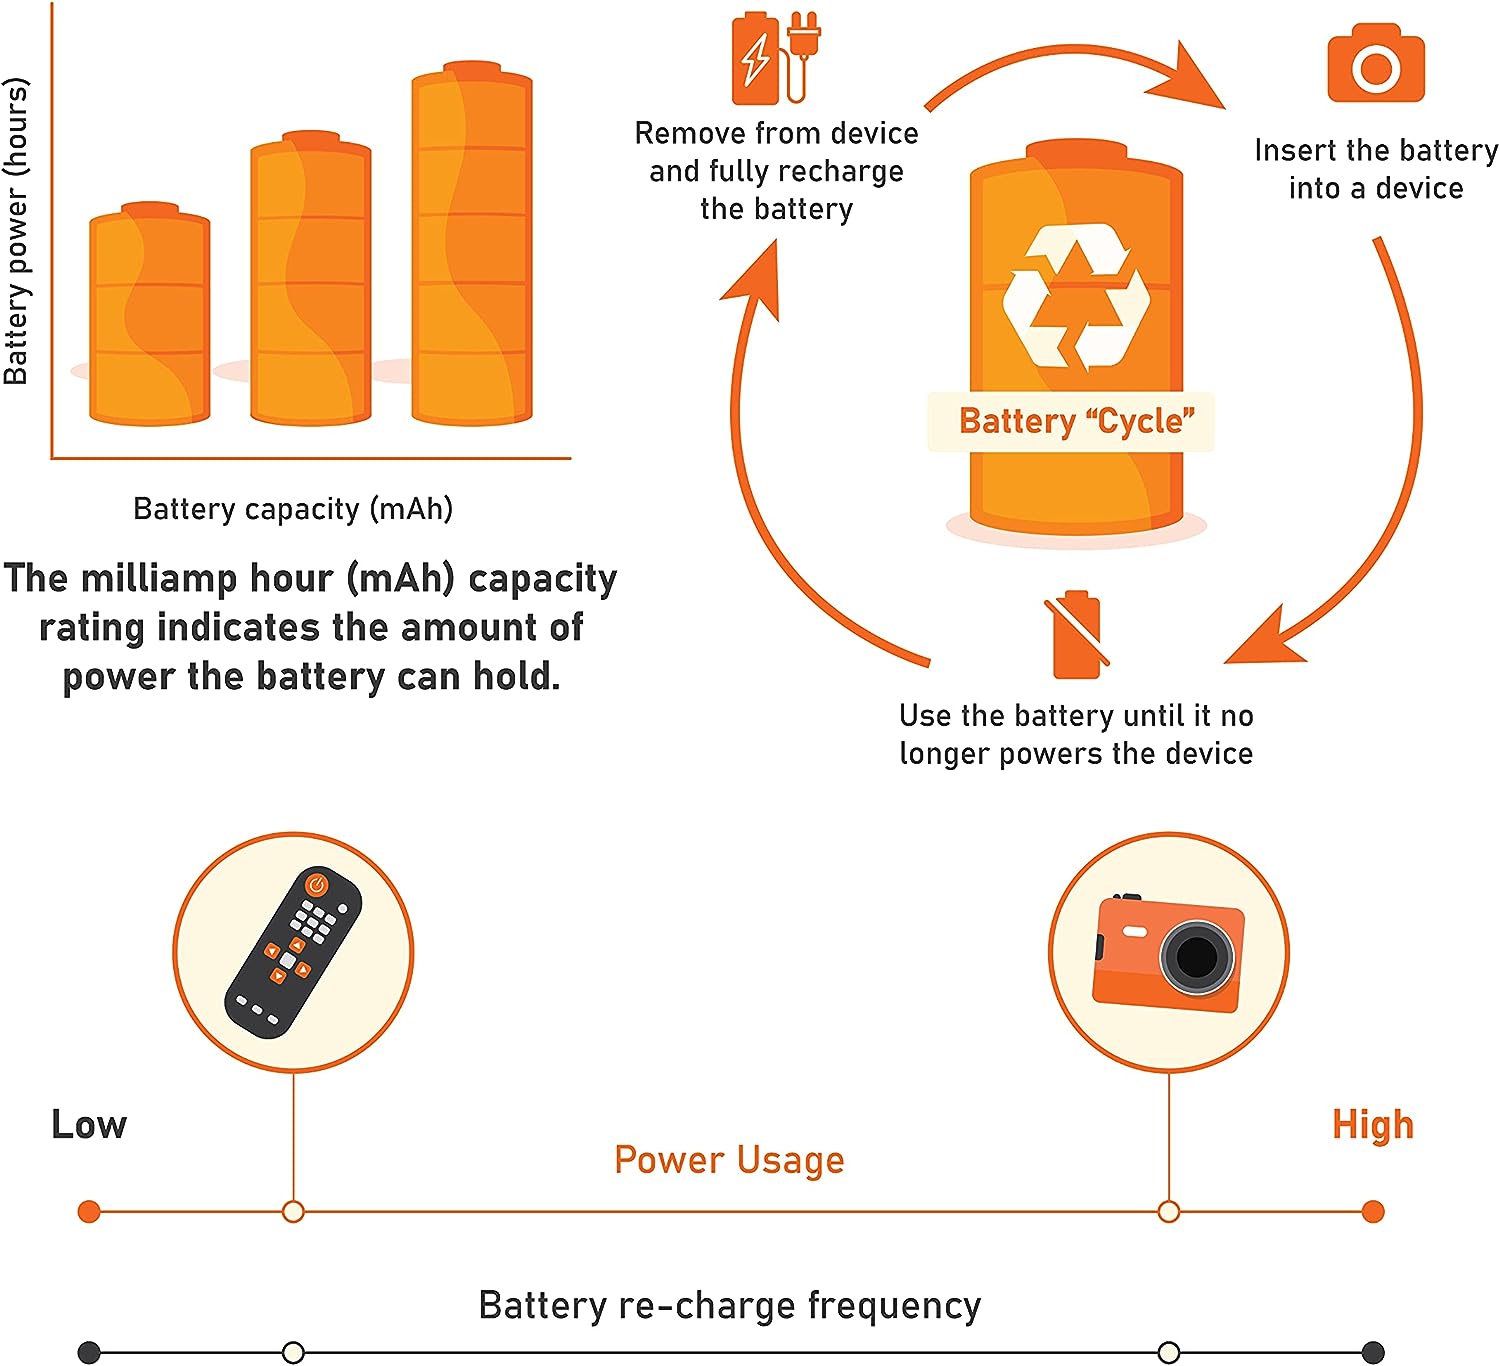 Battery power (hours)
Battery capacity (mAh)
The milliamp hour (mAh) capacity
rating indicates the amount of
power the battery can hold.
Remove from device
and fully recharge
the battery
Insert the battery
into a device
Battery “Cycle”
Use the battery until it no
longer powers the device
Low
High
Power Usage
Battery re-charge frequency